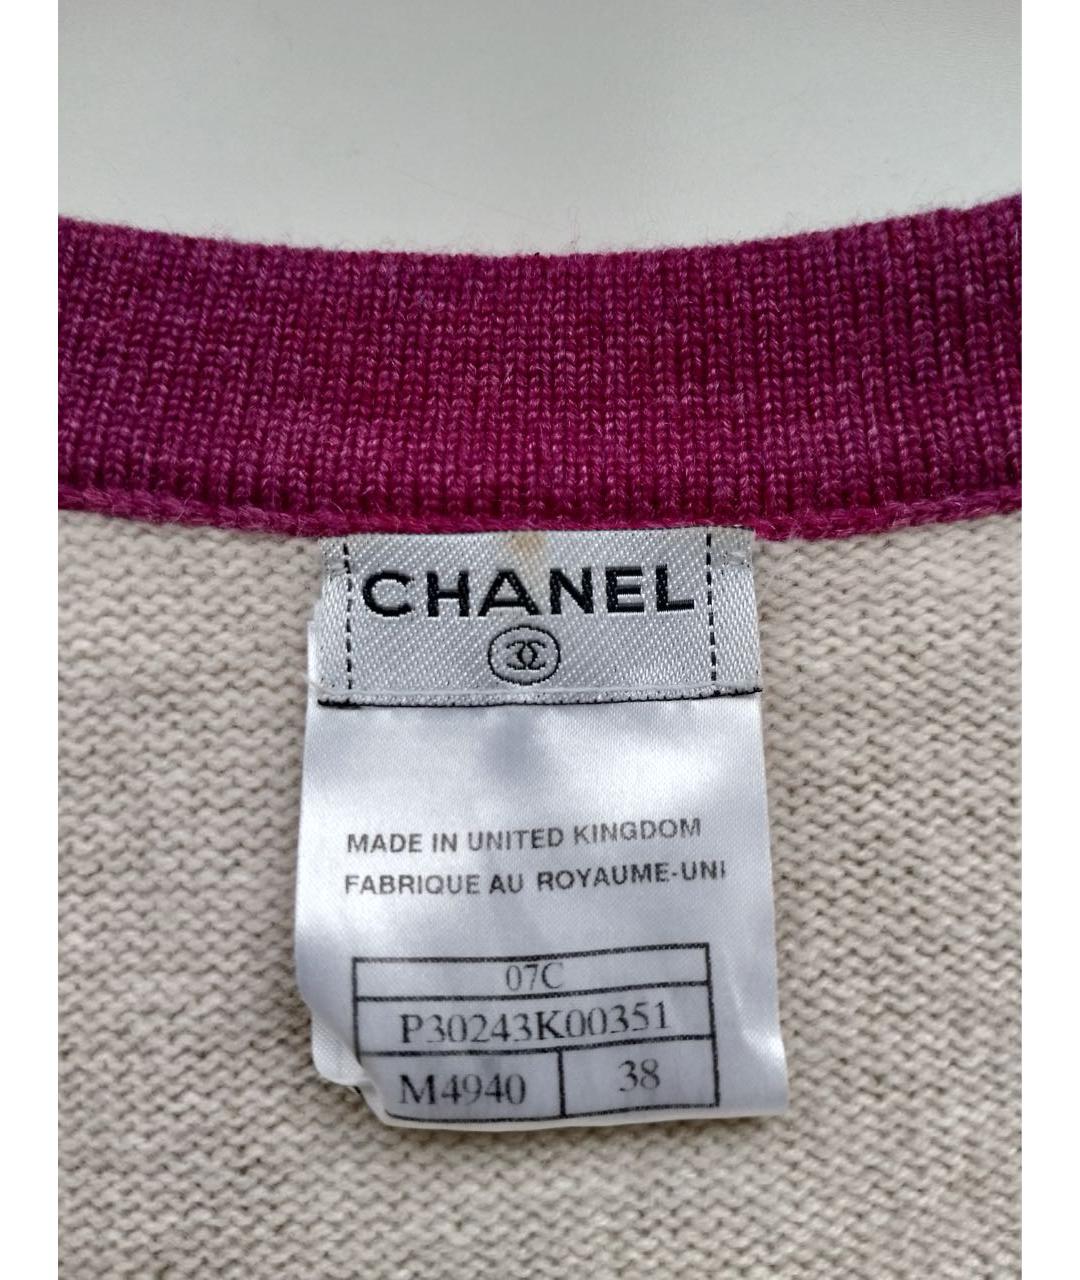 CHANEL
MADE IN UNITED KINGDOM
FABRIQUE AU ROYAUME-UNI
07C
P30243K00351
M4940 38